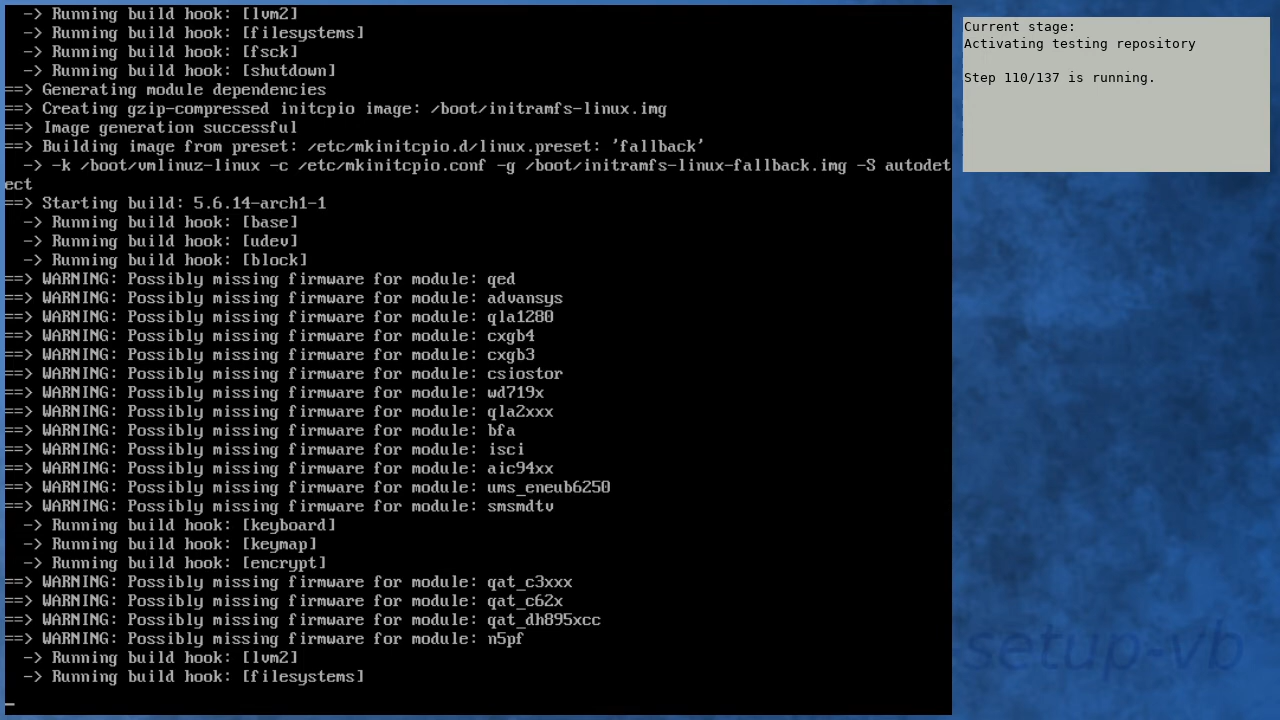 -> Running build hook: [lvm2]
  -> Running build hook: [filesystems]
  -> Running build hook: [fsck]
  -> Running build hook: [shutdown]
==> Generating module dependencies
==> Creating gzip-compressed initcpio image: /boot/initramfs-linux.img
==> Image generation successful
==> Building image from preset: /etc/mkinitcpio.d/linux.preset: 'fallback'
  -> -k /boot/vmlinuz-linux -c /etc/mkinitcpio.conf -g /boot/initramfs-linux-fallback.img -S autodet
ect
==> Starting build: 5.6.14-arch1-1
  -> Running build hook: [base]
  -> Running build hook: [udev]
  -> Running build hook: [block]
==> WARNING: Possibly missing firmware for module: qed
==> WARNING: Possibly missing firmware for module: advansys
==> WARNING: Possibly missing firmware for module: qla1280
==> WARNING: Possibly missing firmware for module: cxgb4
==> WARNING: Possibly missing firmware for module: cxgb3
==> WARNING: Possibly missing firmware for module: csiostor
==> WARNING: Possibly missing firmware for module: wd719x
==> WARNING: Possibly missing firmware for module: qla2xxx
==> WARNING: Possibly missing firmware for module: bfa
==> WARNING: Possibly missing firmware for module: isci
==> WARNING: Possibly missing firmware for module: aic94xx
==> WARNING: Possibly missing firmware for module: ums_eneub6250
==> WARNING: Possibly missing firmware for module: smsmdtv
  -> Running build hook: [keyboard]
  -> Running build hook: [keymap]
  -> Running build hook: [encrypt]
==> WARNING: Possibly missing firmware for module: qat_c3xxx
==> WARNING: Possibly missing firmware for module: qat_c62x
==> WARNING: Possibly missing firmware for module: qat_dh895xcc
==> WARNING: Possibly missing firmware for module: n5pf
  -> Running build hook: [lvm2]
  -> Running build hook: [filesystems]
Current stage:
Activating testing repository
Step 110/137 is running.
setup-vb